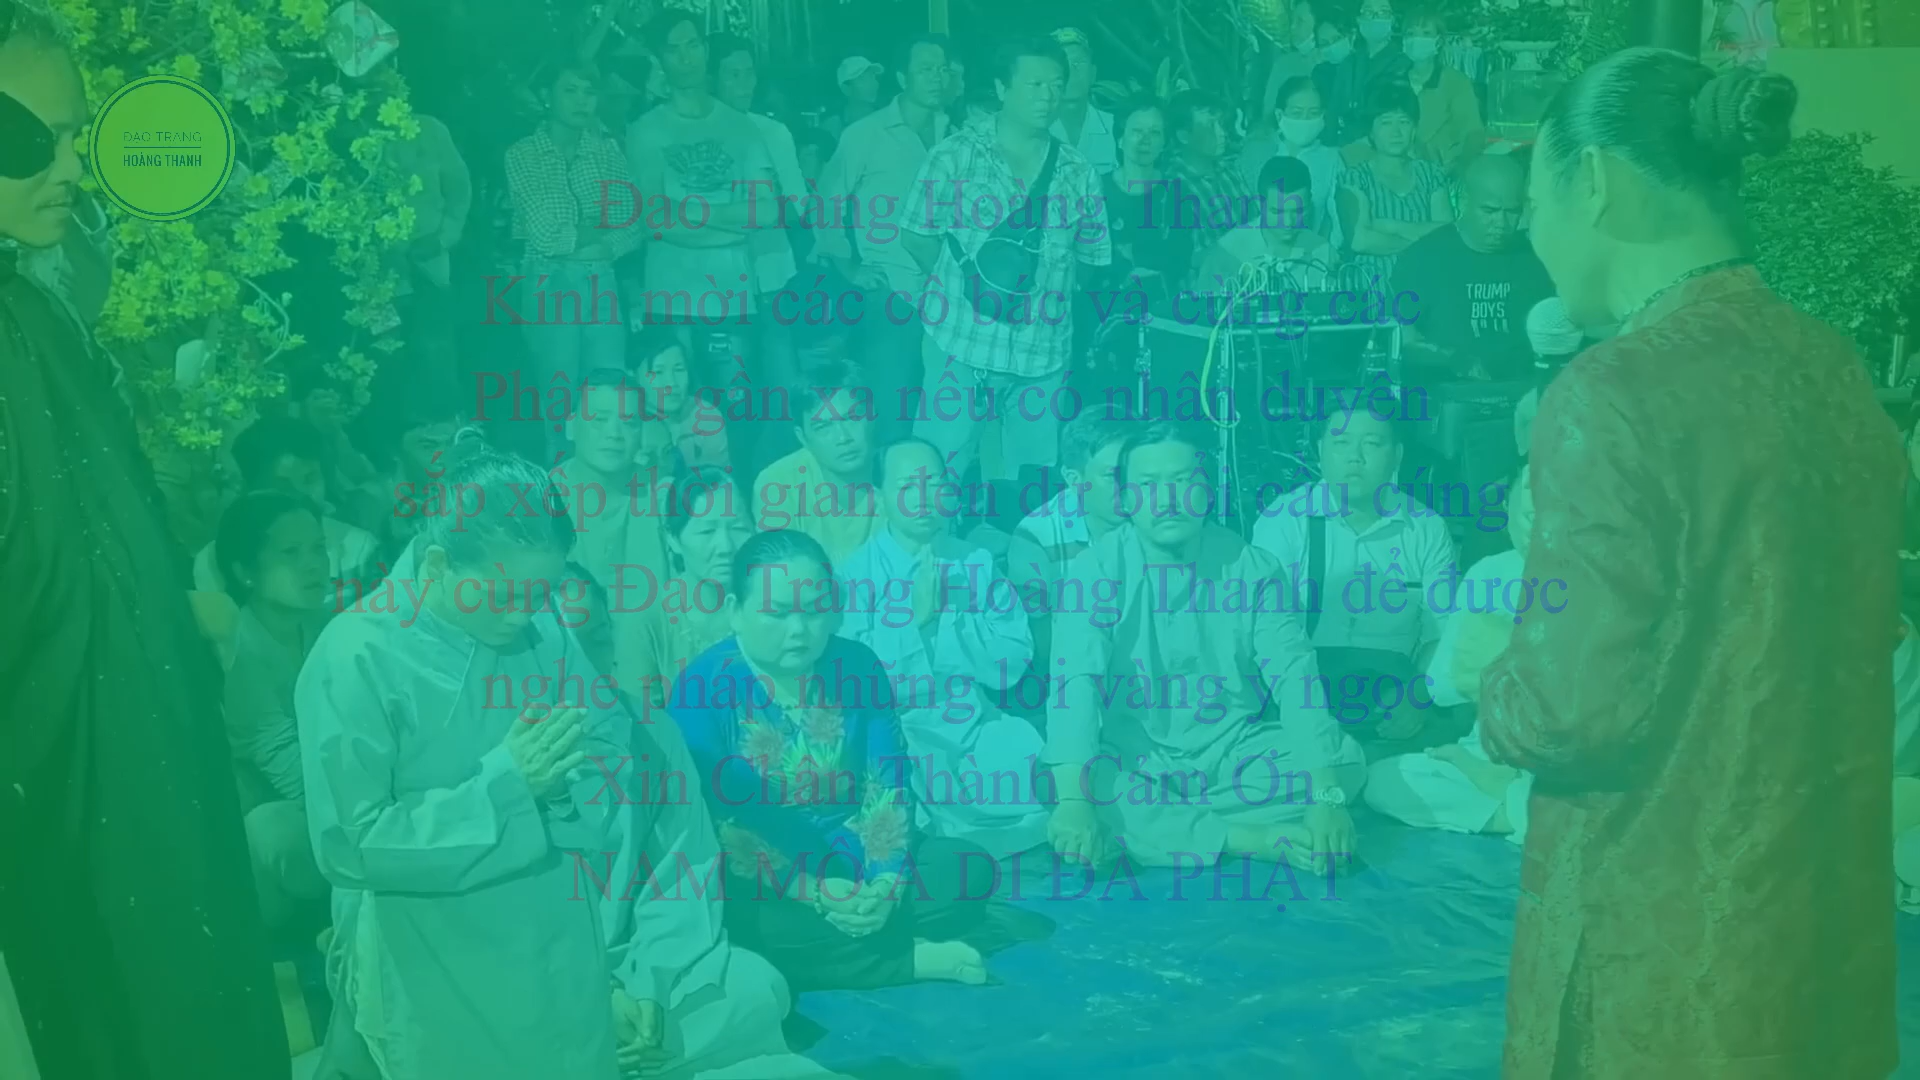 ĐẠO TRÀNG
HOÀNG THANH
Đạo Tràng Hoàng Thanh
Kính mời các cô bác và cùng các
Phật tử gần xa nếu có nhân duyên
sắp xếp thời gian đến dự buổi cầu cúng
này cùng Đạo Tràng Hoàng Thanh để được
nghe pháp những lời vàng ý ngọc
Xin Chân Thành Cảm Ơn
NAM MÔ A DI ĐÀ PHẬT
TRUMP
BOYS